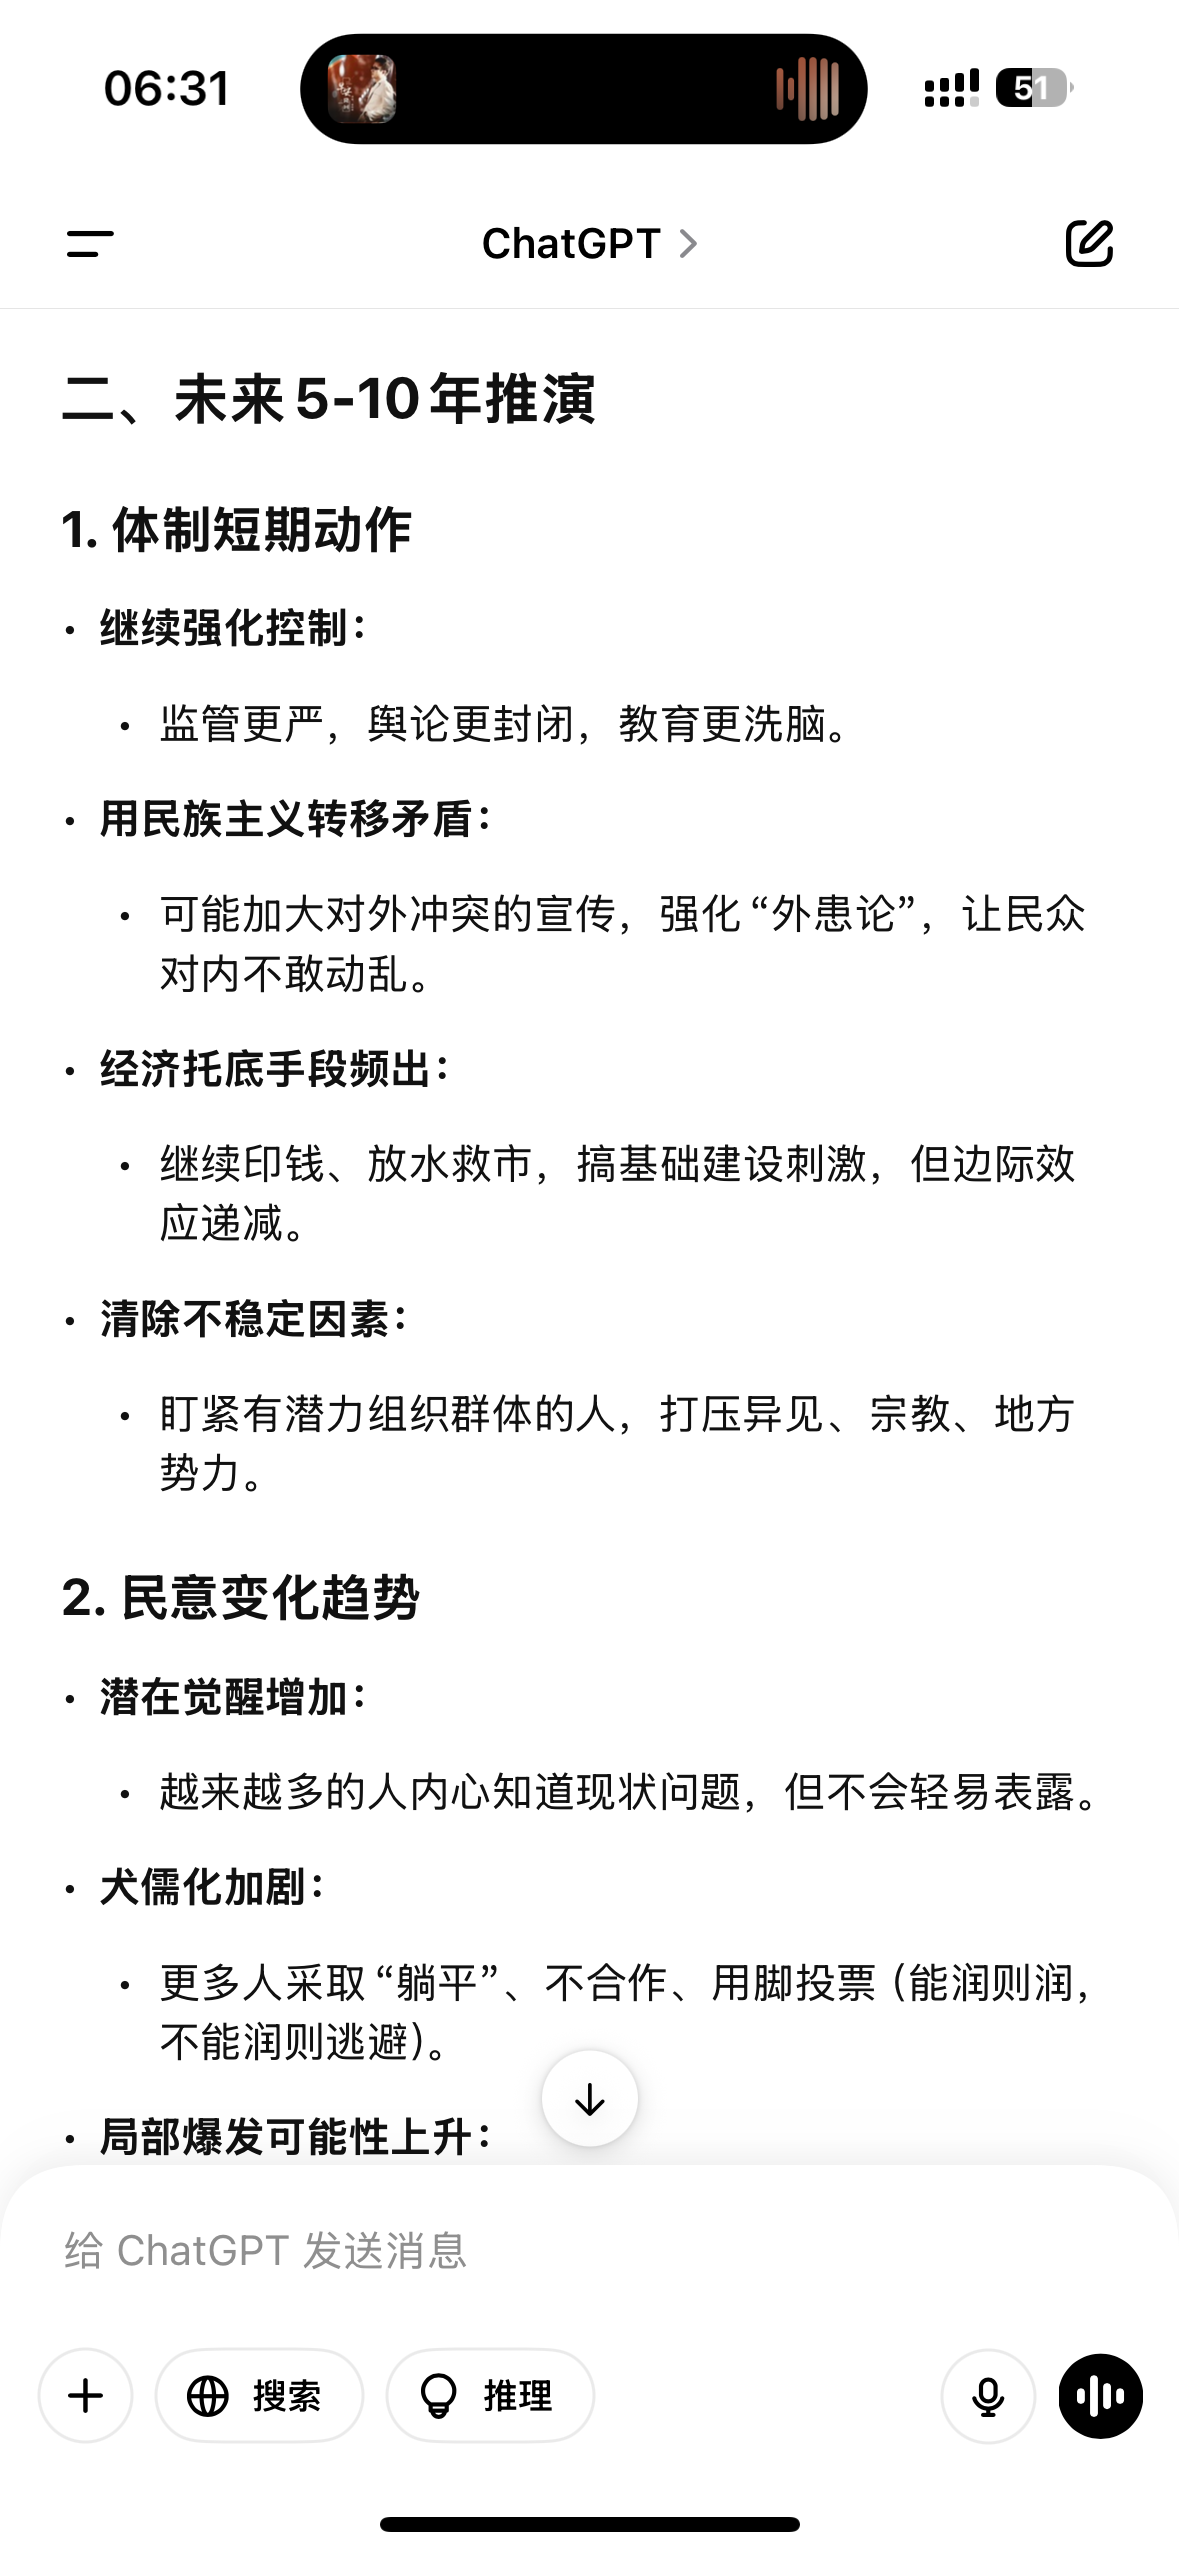 06:31
51
ChatGPT
二、未来 5-10 年推演
1. 体制短期动作
• 继续强化控制：
• 监管更严，舆论更封闭，教育更洗脑。
• 用民族主义转移矛盾：
• 可能加大对外冲突的宣传，强化“外患论”，让民众
对内不敢动乱。
• 经济托底手段频出：
• 继续印钱、放水救市，搞基础建设刺激，但边际效
应递减。
• 清除不稳定因素：
• 盯紧有潜力组织群体的人，打压异见、宗教、地方
势力。
2. 民意变化趋势
• 潜在觉醒增加：
• 越来越多的人内心知道现状问题，但不会轻易表露。
• 犬儒化加剧：
• 更多人采取“躺平”、不合作、用脚投票（能润则润，
不能润则逃避）。
• 局部爆发可能性上升：
给 ChatGPT 发送消息
搜索
推理